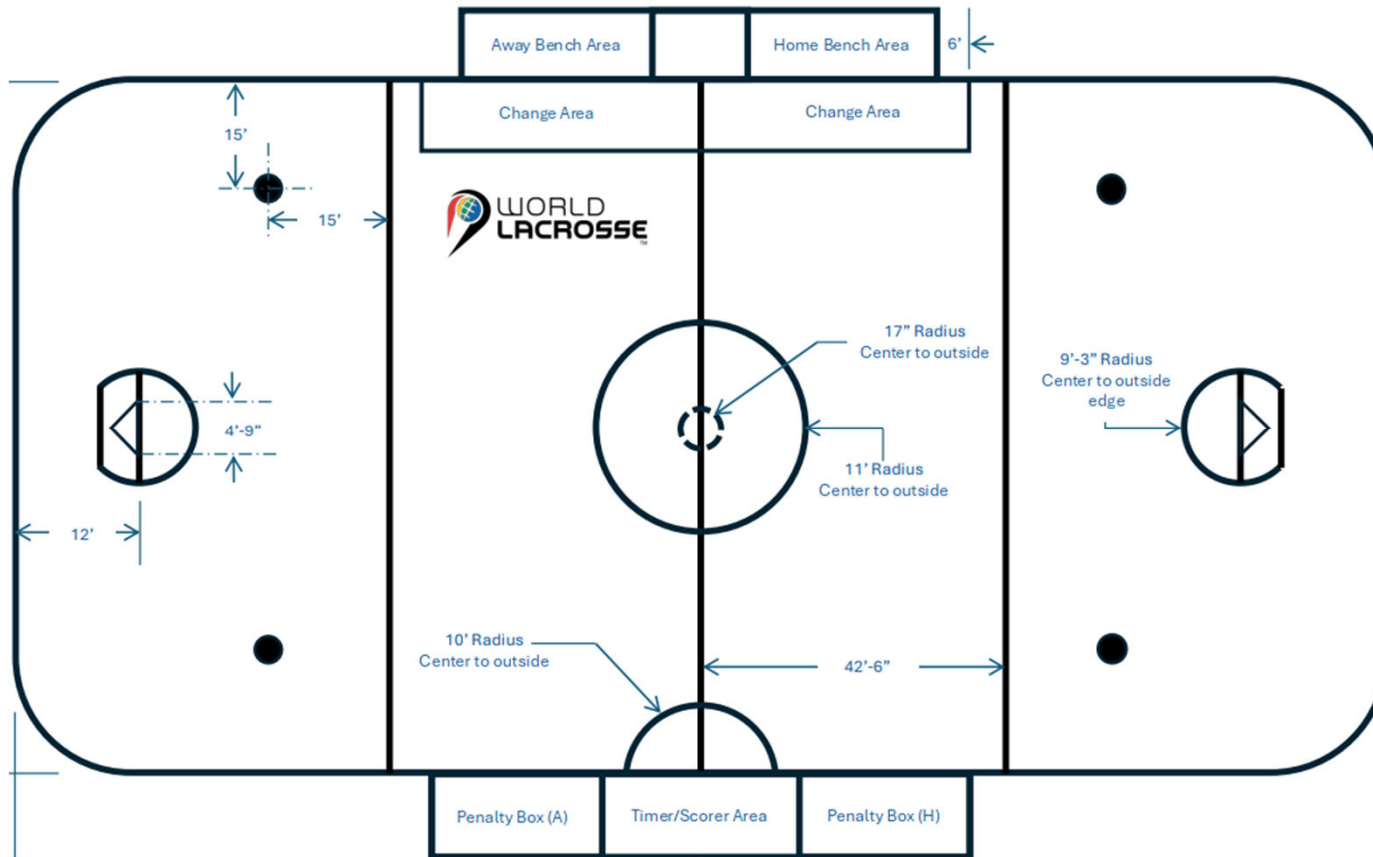 Away Bench Area
Home Bench Area
6’
Change Area
Change Area
15’
15’
WORLD
LACROSSE
TM
17” Radius
Center to outside
9’-3” Radius
Center to outside
edge
4’-9”
11’ Radius
Center to outside
12’
10’ Radius
Center to outside
42’-6”
Penalty Box (A)
Timer/Scorer Area
Penalty Box (H)